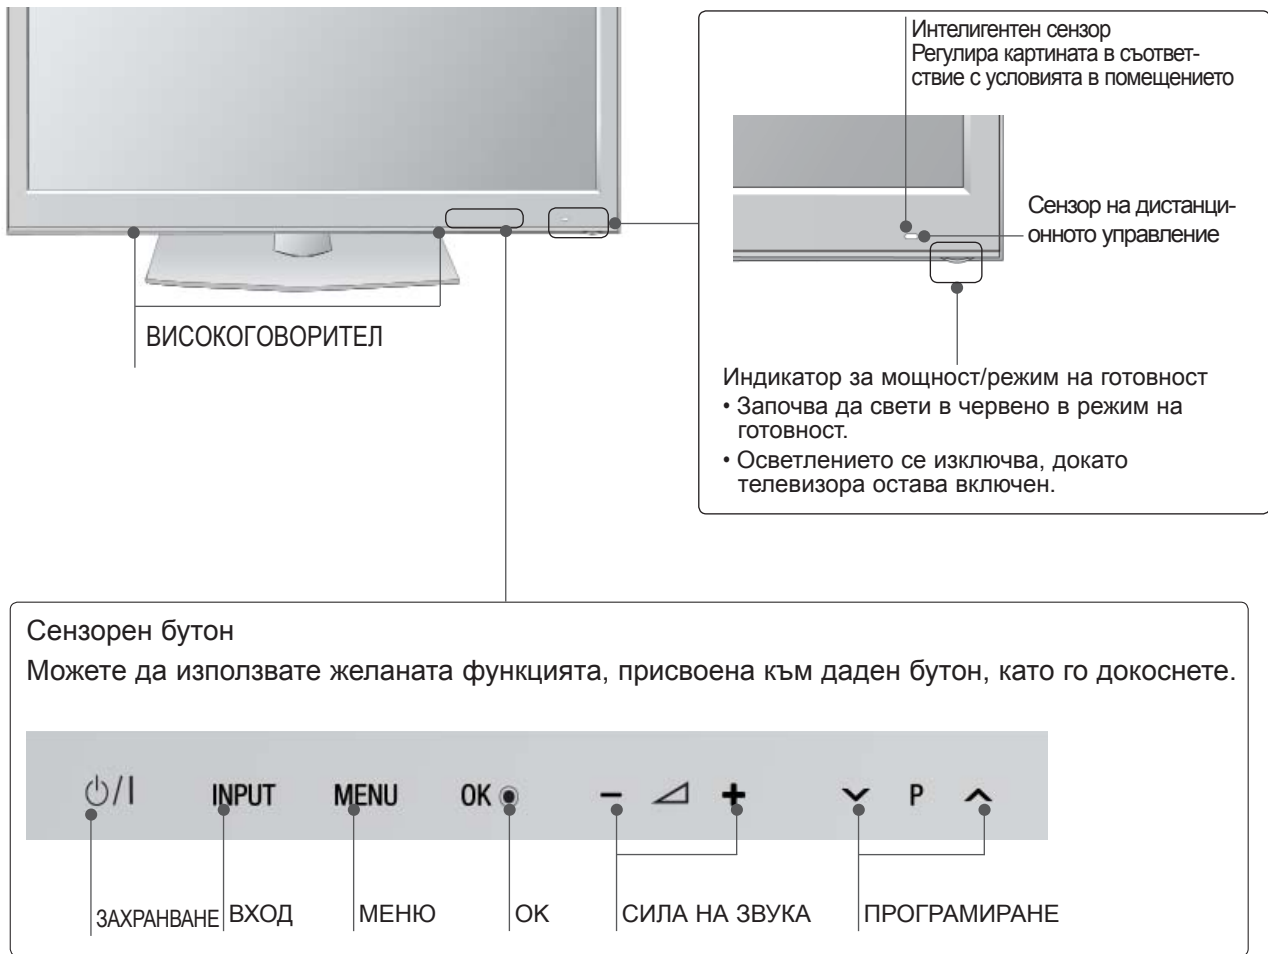 Интелигентен сензор
Регулира картината в съответ-
ствие с условията в помещението
Сензор на дистанци-
онното управление
ВИСОКОГОВОРИТЕЛ
Индикатор за мощност/режим на готовност
• Започва да свети в червено в режим на
готовност.
• Осветлението се изключва, докато
телевизора остава включен.
Сензорен бутон
Можете да използвате желаната функцията, присвоена към даден бутон, като го докоснете.
⏻/I INPUT MENU OK ◉ − ◿ + ⌄ P ⌃
ЗАХРАНВАНЕ ВХОД МЕНЮ OK СИЛА НА ЗВУКА ПРОГРАМИРАНЕ